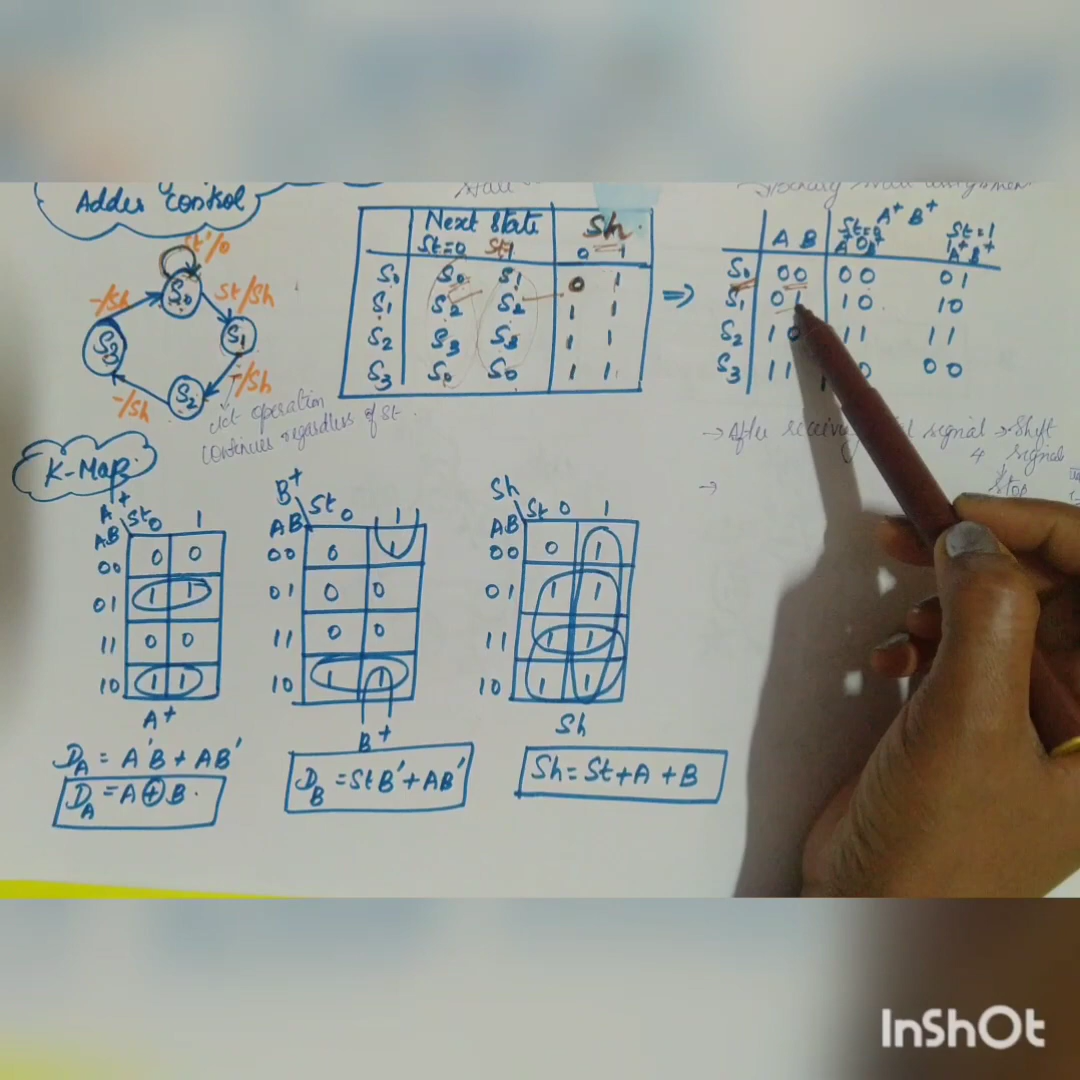 Adder Control
St'/0
S0
St/Sh
S1
-/Sh
S2
-/Sh
S3
-/Sh
operation
continues regardless of St.
Next State Sh
St=0 St=1 0 1
S0 S0 S1 0 1
S1 S2 S2 1 1
S2 S3 S3 1 1
S3 S0 S0 1 1
⇒
A+ B+
A B St=0 St=1
A+ B+ A+ B+
S0 00 00 01
S1 01 10 10
S2 10 11 11
S3 11 0 00
→ After signal → Shift
4 signal
↓
Stop
→
K-Map
A+
St 0 1
AB
00 0 0
01 1 1
11 0 0
10 1 1
A+
DA = A'B + AB'
DA = A ⊕ B.
B+
St 0 1
AB
00 0 1
01 0 0
11 0 0
10 1 1
B+
DB = StB' + AB'
Sh
St 0 1
AB
00 0 1
01 1 1
11 1 1
10 1 1
Sh
Sh = St + A + B
InShOt